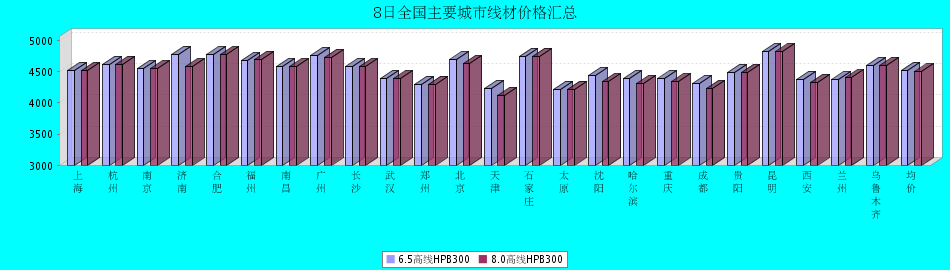 8日全国主要城市线材价格汇总
5000
4500
4000
3500
3000
上海
杭州
南京
济南
合肥
福州
南昌
广州
长沙
武汉
郑州
北京
天津
石家庄
太原
沈阳
哈尔滨
重庆
成都
贵阳
昆明
西安
兰州
乌鲁木齐
均价
6.5高线HPB300 8.0高线HPB300